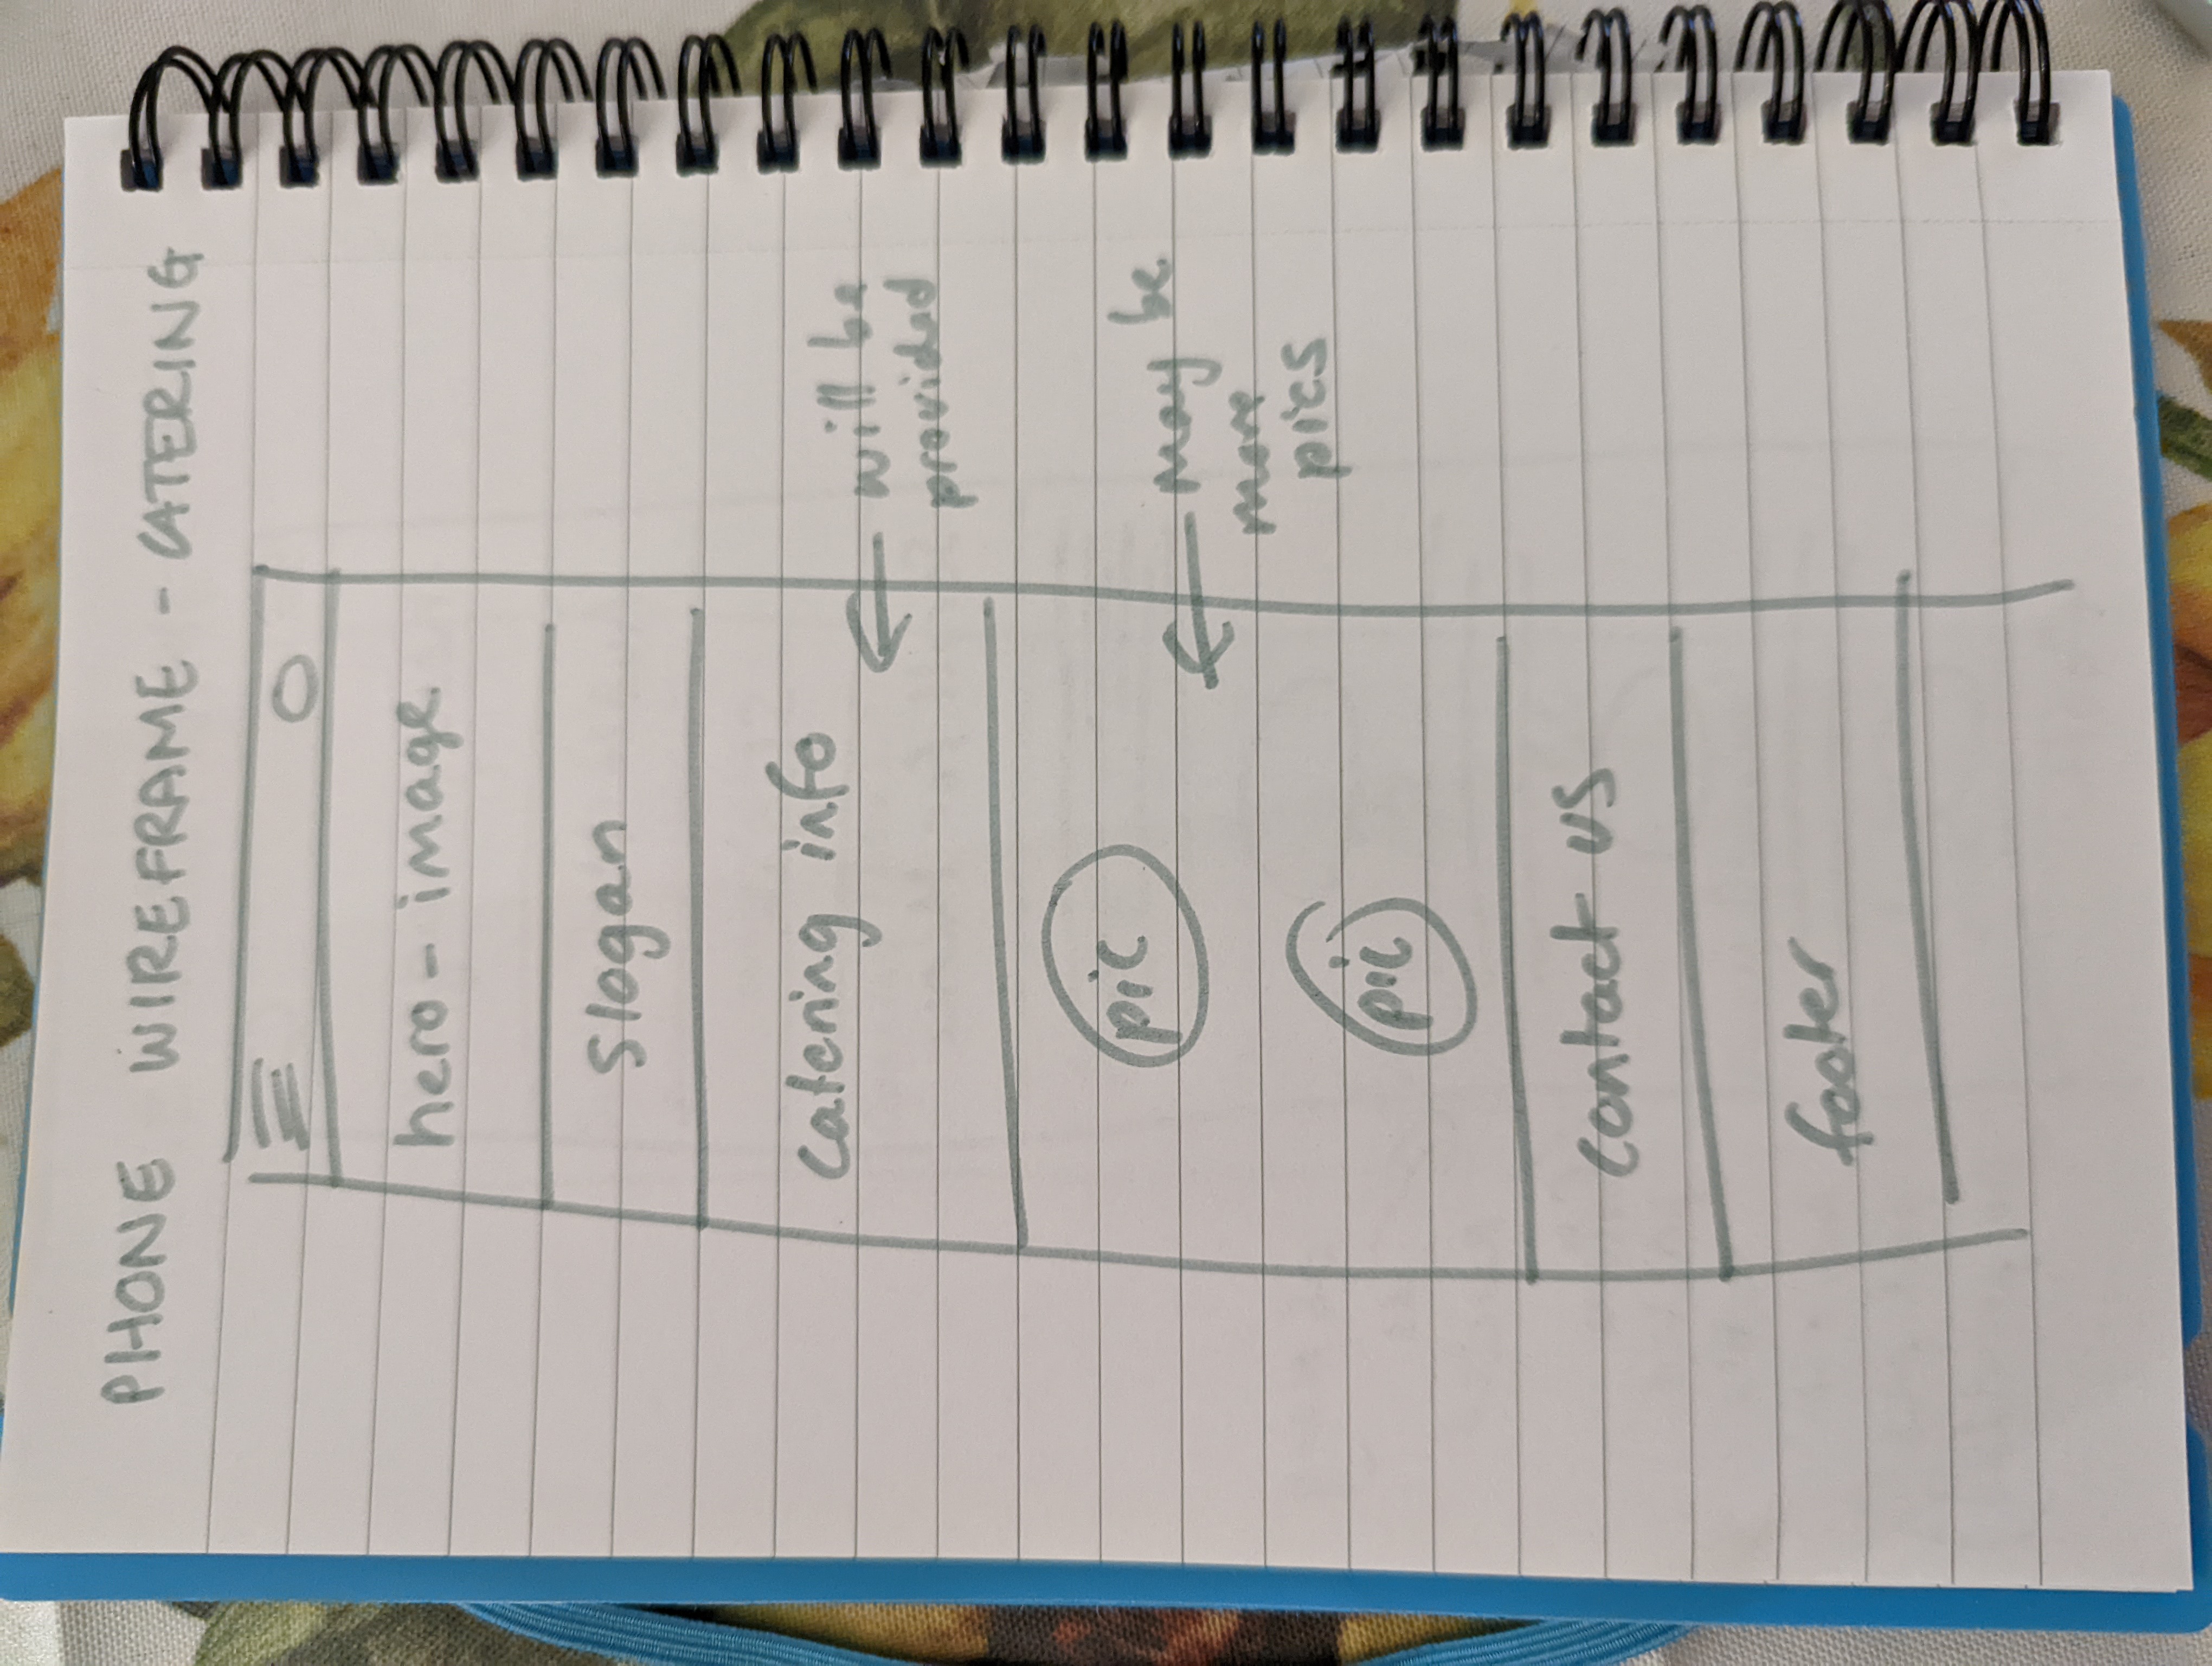 PHONE WIREFRAME - CATERING
hero-image
slogan
catering info
← will be
provided
pic
← may be
more
pics
pic
contact us
footer